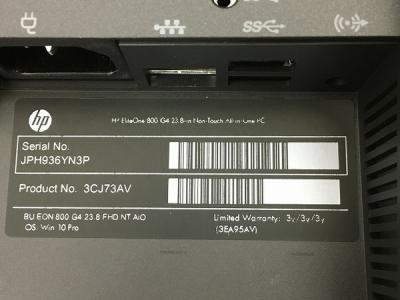 SS
hp
HP EliteOne 800 G4 23.8-in Non-Touch All-in-One PC
Serial No.
JPH936YN3P
Product No. 3CJ73AV
BU EON 800 G4 23.8 FHD NT AiO
OS. Win 10 Pro
Limited Warranty: 3y/3y/3y
(3EA95AV)